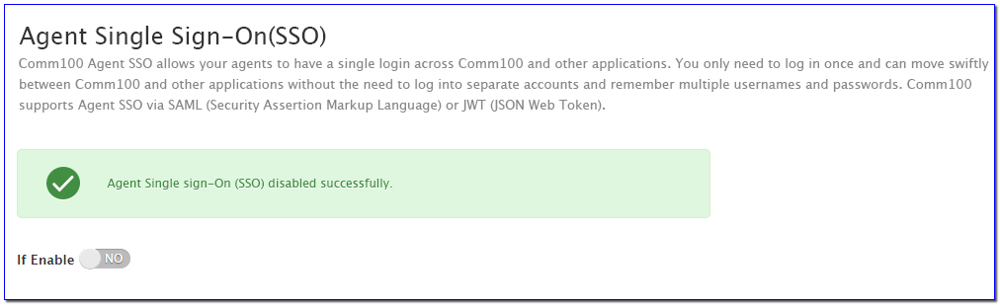 Agent Single Sign-On(SSO)
Comm100 Agent SSO allows your agents to have a single login across Comm100 and other applications. You only need to log in once and can move swiftly
between Comm100 and other applications without the need to log into separate accounts and remember multiple usernames and passwords. Comm100
supports Agent SSO via SAML (Security Assertion Markup Language) or JWT (JSON Web Token).
Agent Single sign-On (SSO) disabled successfully.
If Enable NO